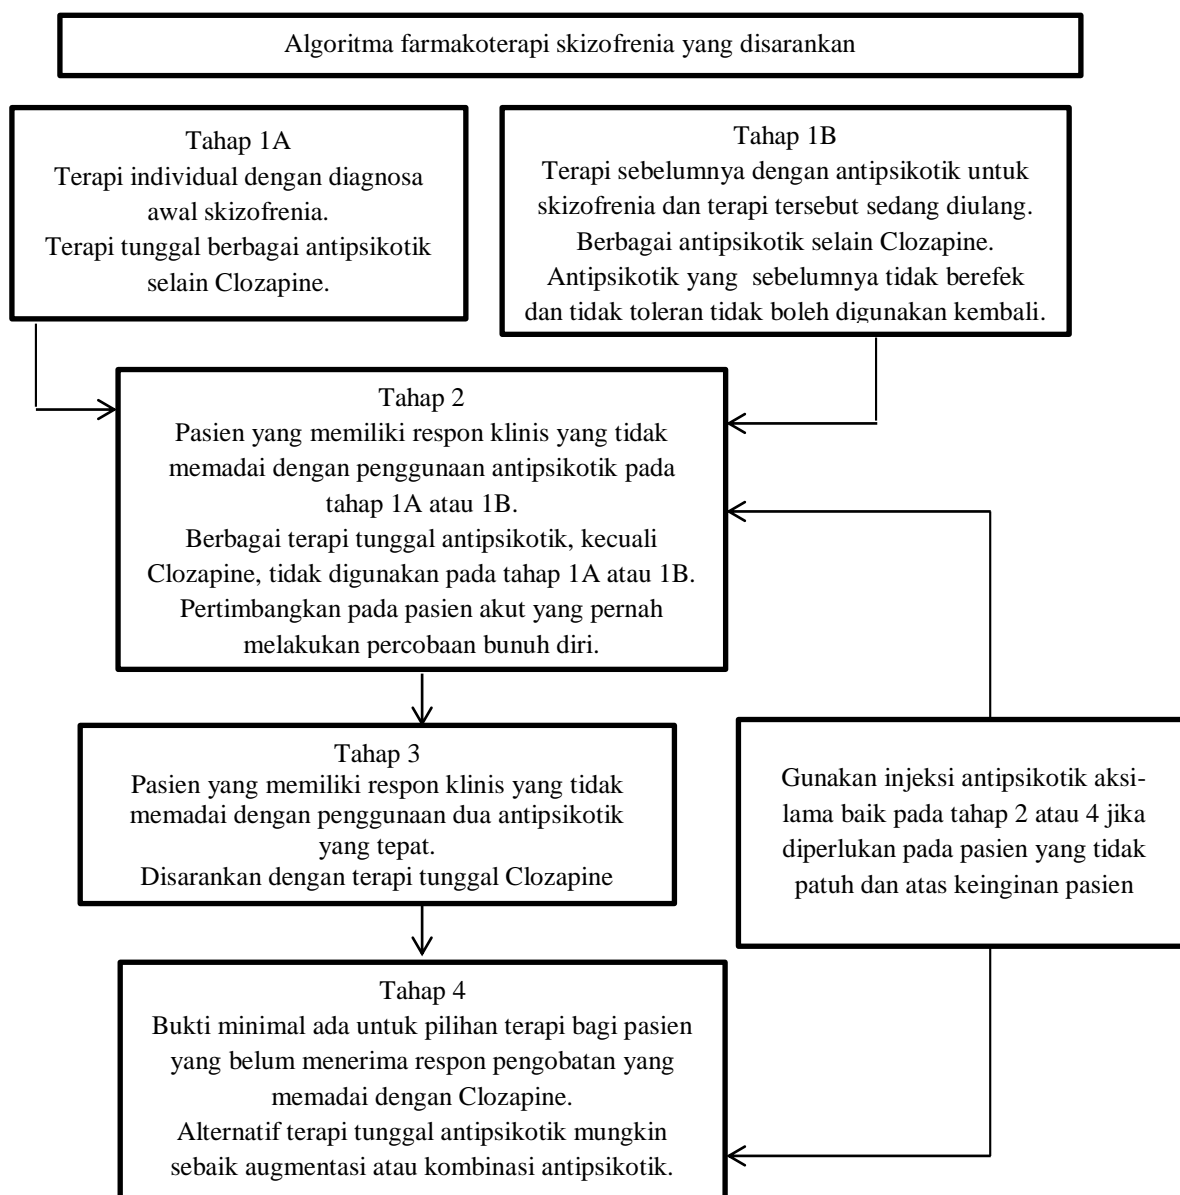 Algoritma farmakoterapi skizofrenia yang disarankan
Tahap 1A
Terapi individual dengan diagnosa
awal skizofrenia.
Terapi tunggal berbagai antipsikotik
selain Clozapine.
Tahap 1B
Terapi sebelumnya dengan antipsikotik untuk
skizofrenia dan terapi tersebut sedang diulang.
Berbagai antipsikotik selain Clozapine.
Antipsikotik yang sebelumnya tidak berefek
dan tidak toleran tidak boleh digunakan kembali.
Tahap 2
Pasien yang memiliki respon klinis yang tidak
memadai dengan penggunaan antipsikotik pada
tahap 1A atau 1B.
Berbagai terapi tunggal antipsikotik, kecuali
Clozapine, tidak digunakan pada tahap 1A atau 1B.
Pertimbangkan pada pasien akut yang pernah
melakukan percobaan bunuh diri.
Tahap 3
Pasien yang memiliki respon klinis yang tidak
memadai dengan penggunaan dua antipsikotik
yang tepat.
Disarankan dengan terapi tunggal Clozapine
Gunakan injeksi antipsikotik aksi-
lama baik pada tahap 2 atau 4 jika
diperlukan pada pasien yang tidak
patuh dan atas keinginan pasien
Tahap 4
Bukti minimal ada untuk pilihan terapi bagi pasien
yang belum menerima respon pengobatan yang
memadai dengan Clozapine.
Alternatif terapi tunggal antipsikotik mungkin
sebaik augmentasi atau kombinasi antipsikotik.